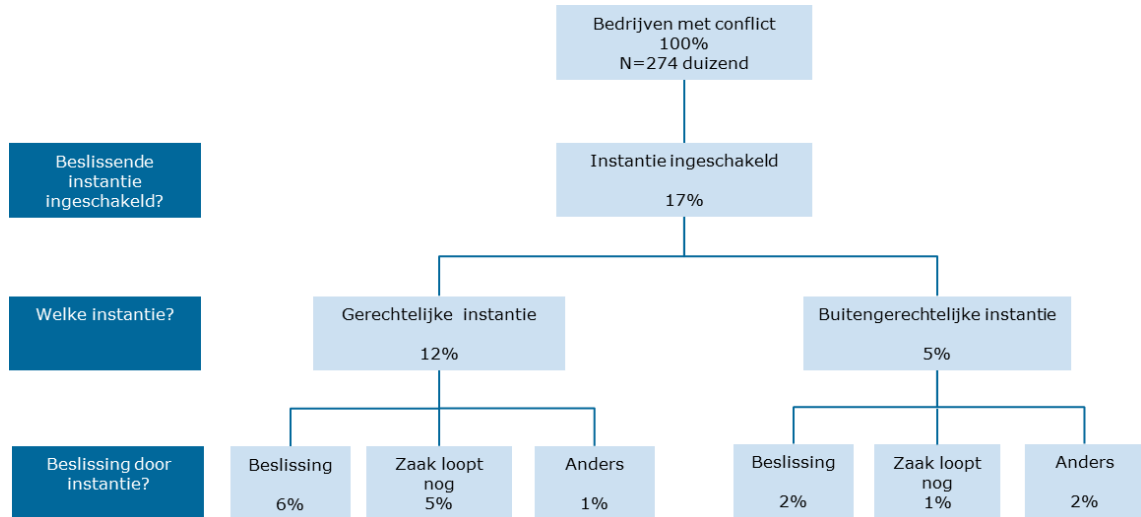 Bedrijven met conflict
100%
N=274 duizend
Beslissende
instantie
ingeschakeld?
Instantie ingeschakeld
17%
Welke instantie?
Gerechtelijke instantie
12%
Buitengerechtelijke instantie
5%
Beslissing door
instantie?
Beslissing
6%
Zaak loopt
nog
5%
Anders
1%
Beslissing
2%
Zaak loopt
nog
1%
Anders
2%